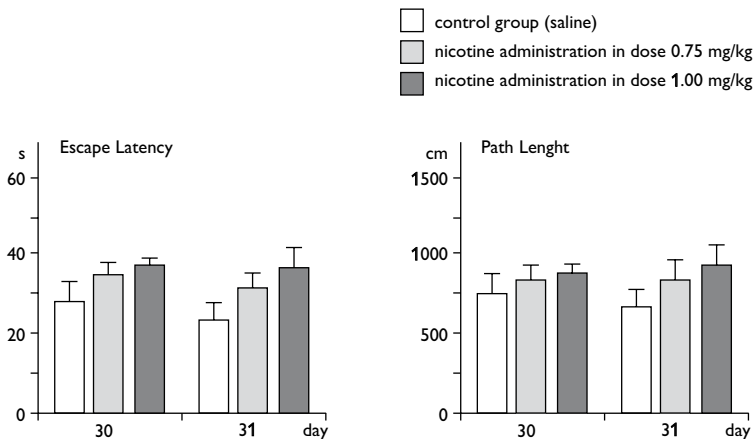 control group (saline)
nicotine administration in dose 0.75 mg/kg
nicotine administration in dose 1.00 mg/kg
Escape Latency
s
60
40
20
0
30
31
day
Path Lenght
cm
1500
1000
500
0
30
31
day